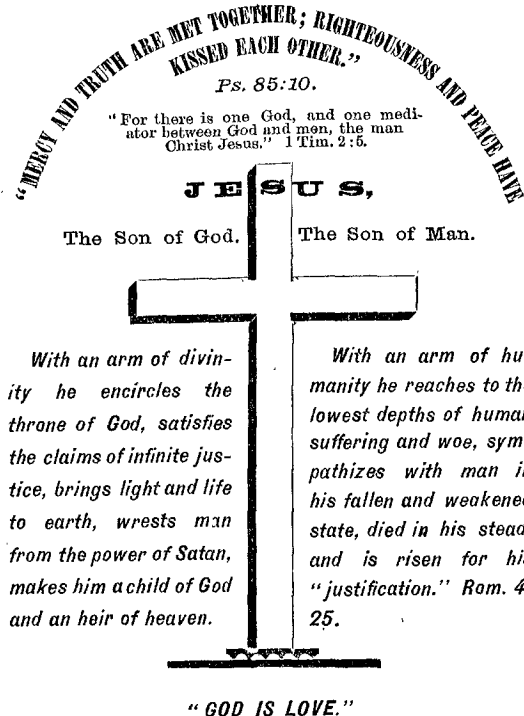 "MERCY AND TRUTH ARE MET TOGETHER; RIGHTEOUSNESS AND PEACE HAVE
KISSED EACH OTHER."
Ps. 85:10.
"For there is one God, and one medi-
ator between God and men, the man
Christ Jesus." 1 Tim. 2:5.
JESUS,
The Son of God.
The Son of Man.
With an arm of divin-
ity he encircles the
throne of God, satisfies
the claims of infinite jus-
tice, brings light and life
to earth, wrests man
from the power of Satan,
makes him a child of God
and an heir of heaven.
With an arm of hu
manity he reaches to th
lowest depths of human
suffering and woe, sym
pathizes with man i
his fallen and weakene
state, died in his stead
and is risen for hi
"justification." Rom. 4
25.
"GOD IS LOVE."